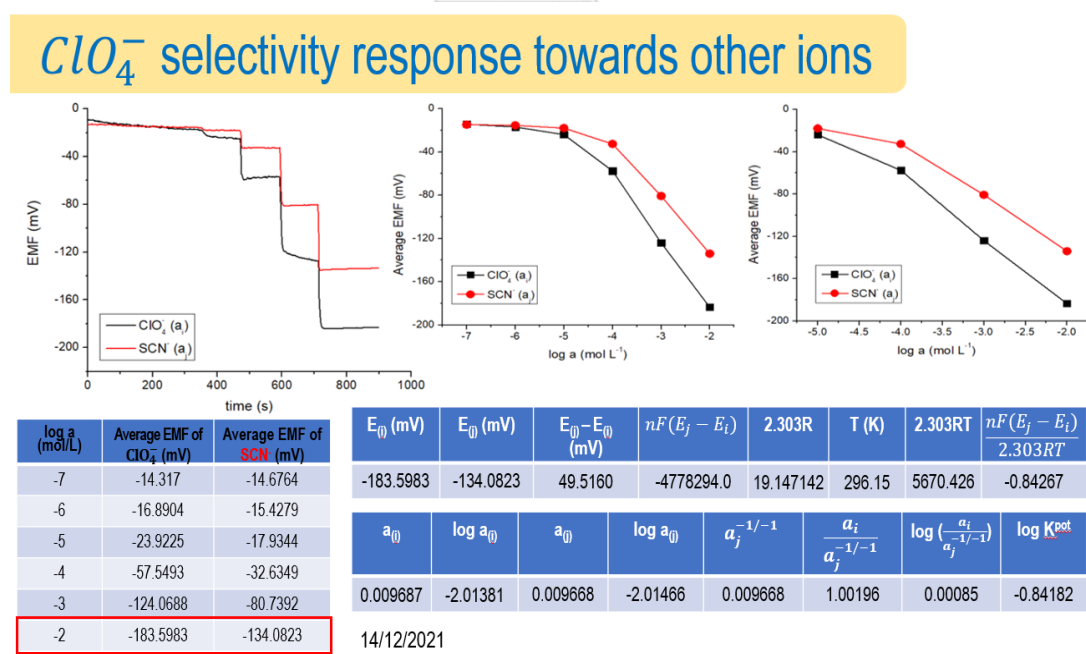 ClO₄⁻ selectivity response towards other ions
0
-40
-80
-120
-160
-200
EMF (mV)
ClO₄⁻ (aᵢ)
SCN⁻ (aⱼ)
0 200 400 600 800 1000
time (s)
0
-40
-80
-120
-160
-200
Average EMF (mV)
ClO₄⁻ (aᵢ)
SCN⁻ (aⱼ)
-7 -6 -5 -4 -3 -2
log a (mol L⁻¹)
0
-40
-80
-120
-160
-200
Average EMF (mV)
ClO₄⁻ (aᵢ)
SCN⁻ (aⱼ)
-5.0 -4.5 -4.0 -3.5 -3.0 -2.5 -2.0
log a (mol L⁻¹)
log a (mol/L) Average EMF of ClO₄⁻ (mV) Average EMF of SCN⁻ (mV)
-7 -14.317 -14.6764
-6 -16.8904 -15.4279
-5 -23.9225 -17.9344
-4 -57.5493 -32.6349
-3 -124.0688 -80.7392
-2 -183.5983 -134.0823
E(i) (mV) E(j) (mV) E(j) – E(i) (mV) nF(Eⱼ − Eᵢ) 2.303R T (K) 2.303RT nF(Eⱼ − Eᵢ)/2.303RT
-183.5983 -134.0823 49.5160 -4778294.0 19.147142 296.15 5670.426 -0.84267
a(i) log a(i) a(j) log a(j) aⱼ^(-1/-1) aᵢ/aⱼ^(-1/-1) log (aᵢ/aⱼ^(-1/-1)) log K^pot
0.009687 -2.01381 0.009668 -2.01466 0.009668 1.00196 0.00085 -0.84182
14/12/2021